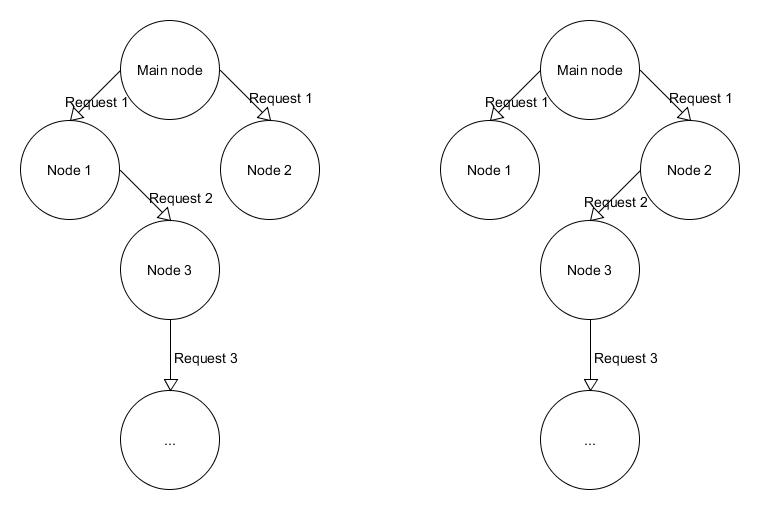 Main node
Request 1
Request 1
Node 1
Node 2
Request 2
Node 3
Request 3
...
Main node
Request 1
Request 1
Node 1
Node 2
Request 2
Node 3
Request 3
...